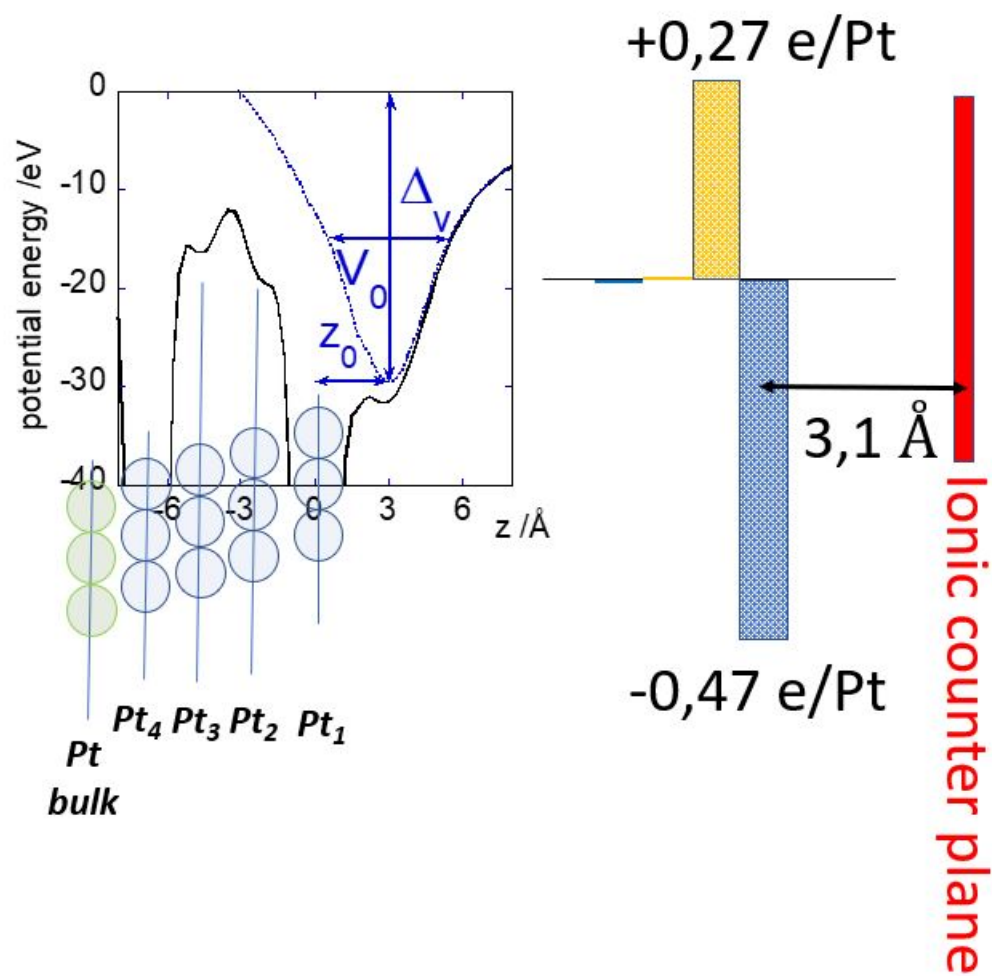 +0,27 e/Pt
0
-10
-20
-30
-40
potential energy /eV
Δv
V0
z0
-6
-3
0
3
6
z /Å
3,1 Å
-0,47 e/Pt
Ionic counter plane
Pt4
Pt3
Pt2
Pt1
Pt
bulk